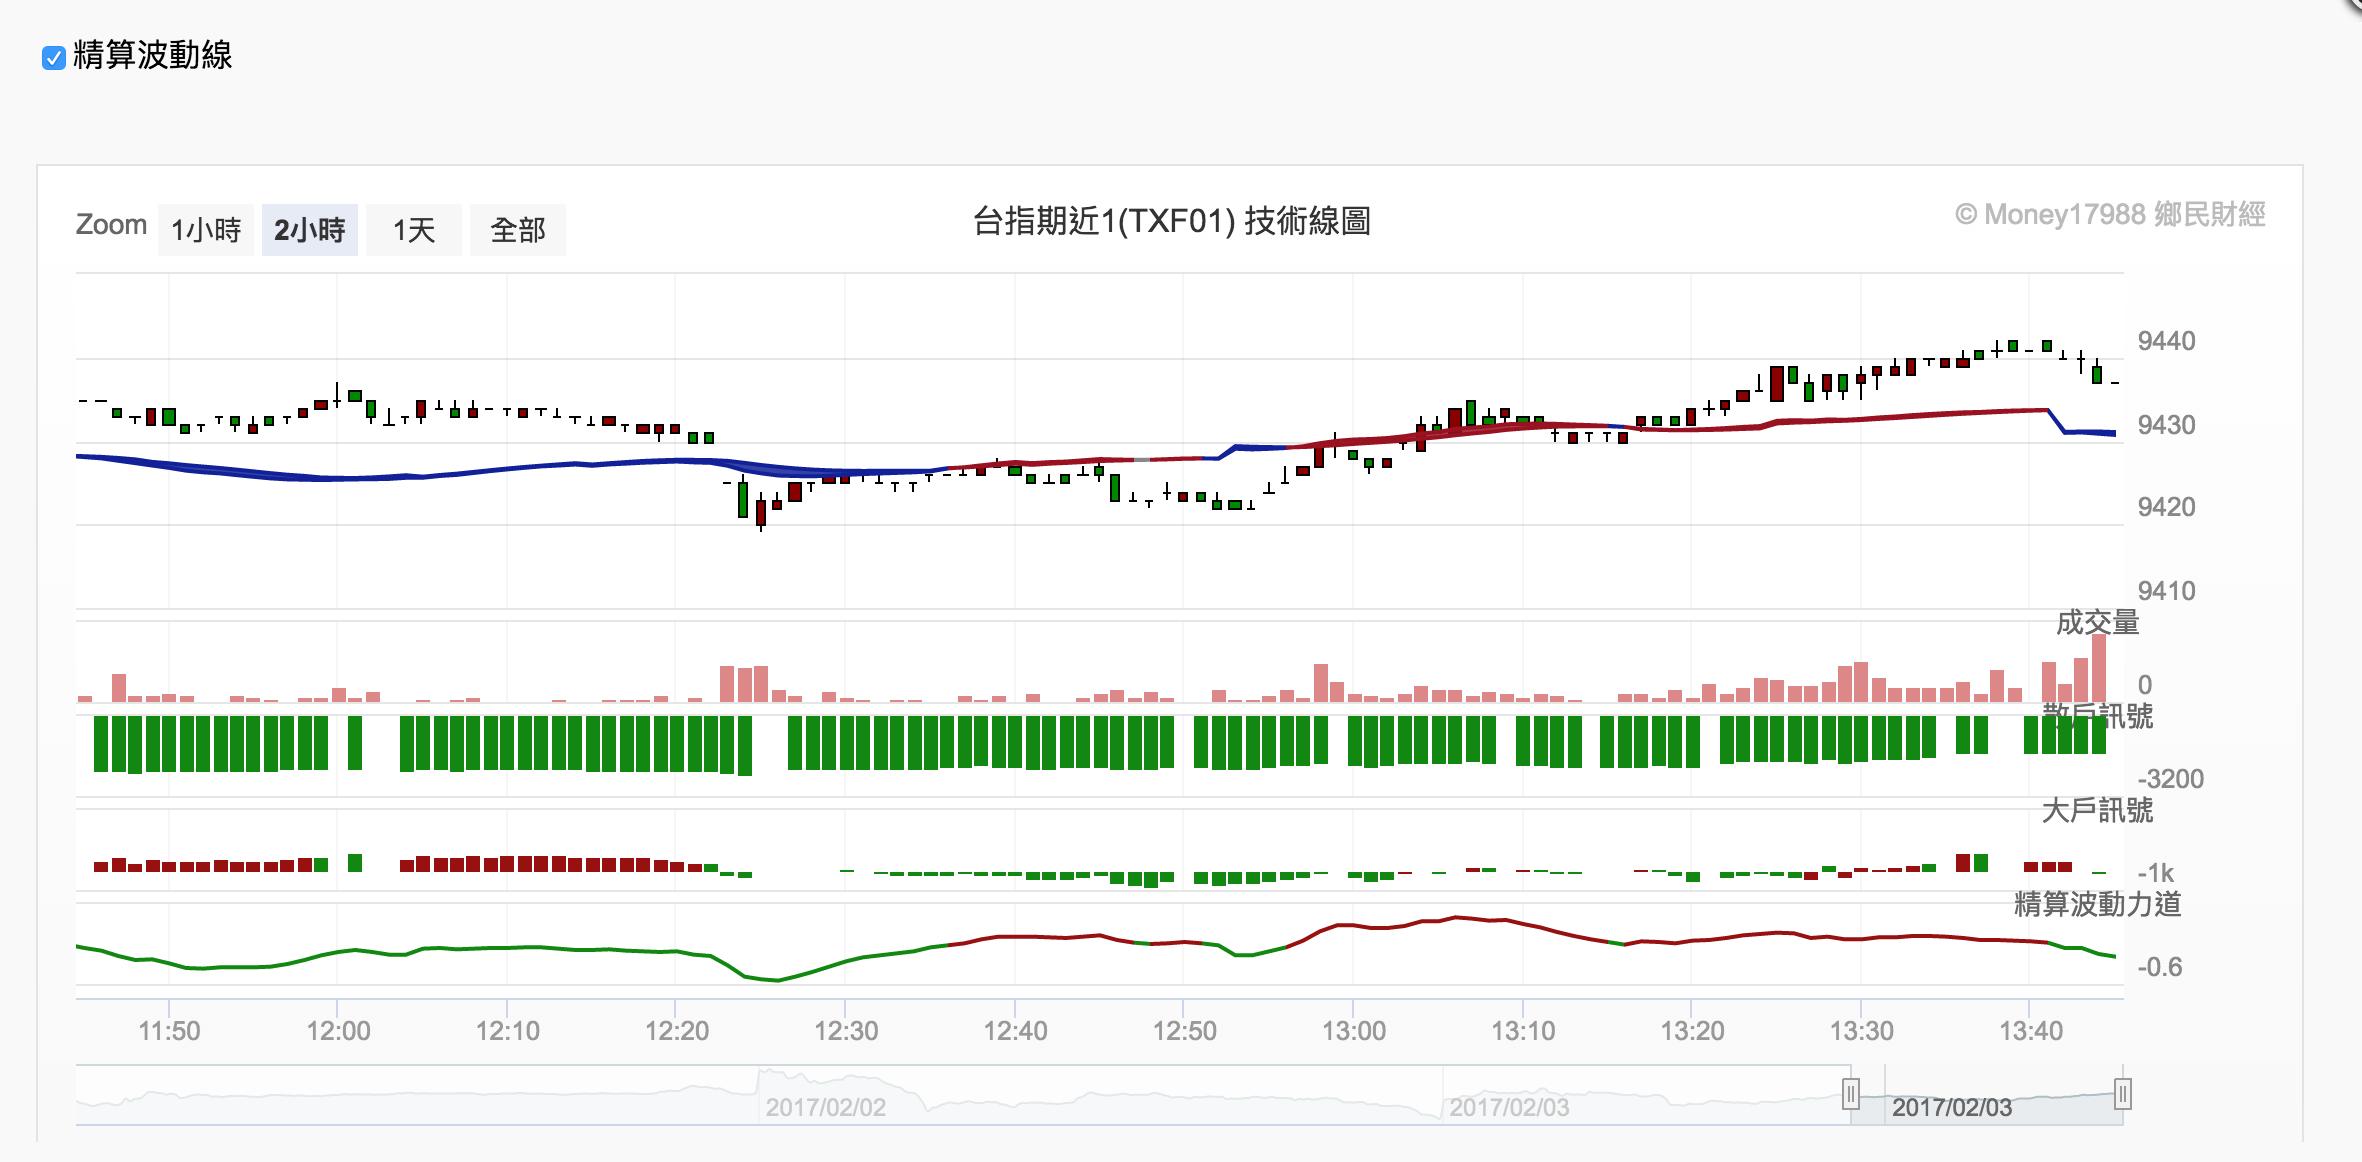 精算波動線
Zoom 1小時 2小時 1天 全部
台指期近1(TXF01) 技術線圖
© Money17988 鄉民財經
9440
9430
9420
9410
成交量
0
散戶訊號
-3200
大戶訊號
-1k
精算波動力道
-0.6
11:50 12:00 12:10 12:20 12:30 12:40 12:50 13:00 13:10 13:20 13:30 13:40
2017/02/02 2017/02/03 2017/02/03